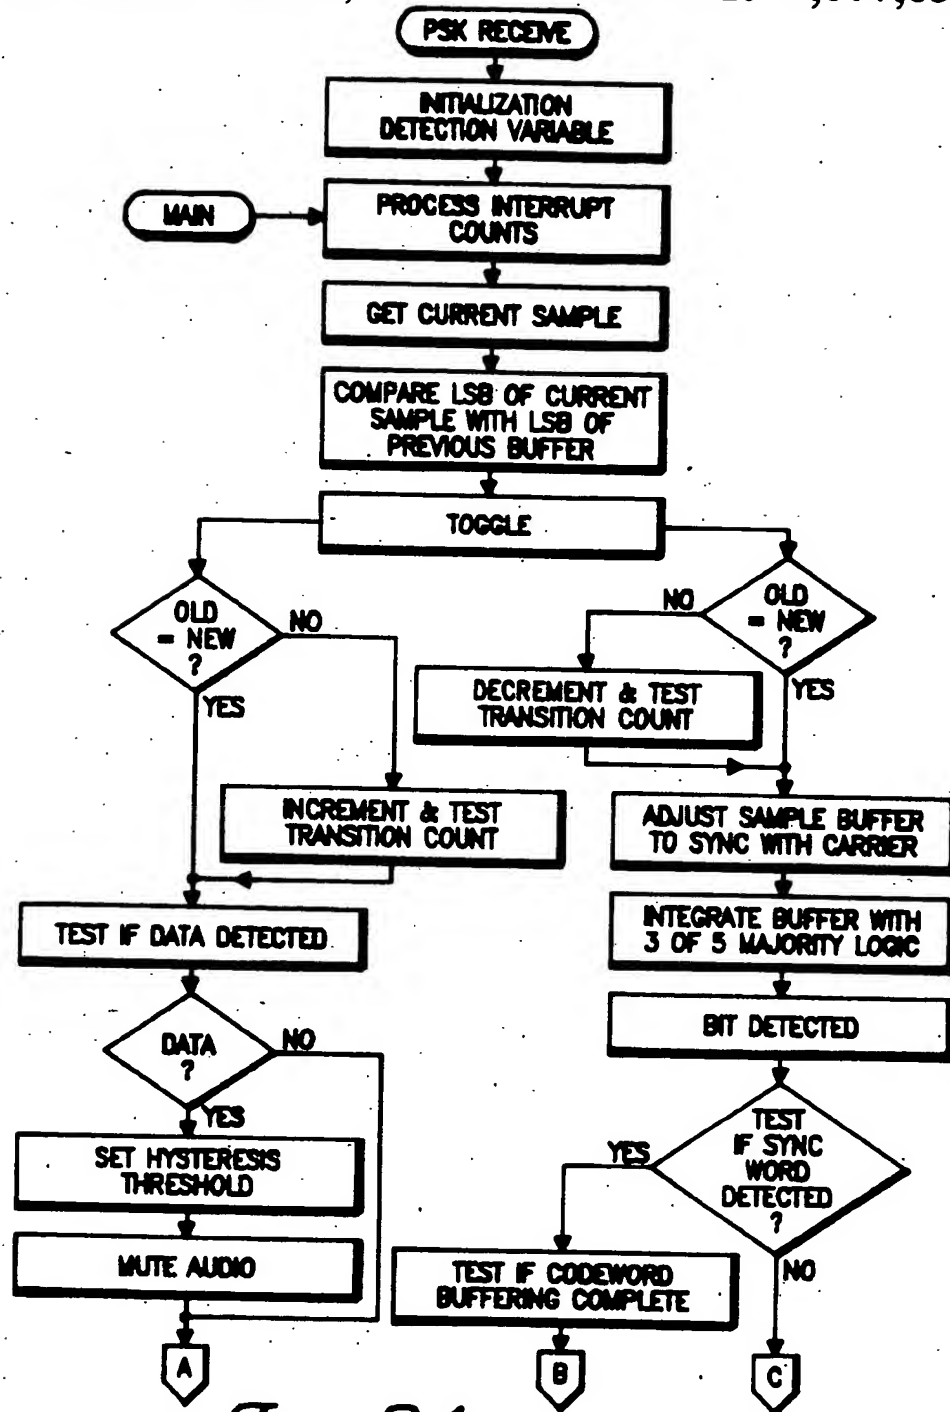 PSK RECEIVE
INITIALIZATION
DETECTION VARIABLE
MAIN
PROCESS INTERRUPT
COUNTS
GET CURRENT SAMPLE
COMPARE LSB OF CURRENT
SAMPLE WITH LSB OF
PREVIOUS BUFFER
TOGGLE
OLD
= NEW
?
NO
YES
INCREMENT & TEST
TRANSITION COUNT
TEST IF DATA DETECTED
DATA
?
NO
YES
SET HYSTERESIS
THRESHOLD
MUTE AUDIO
A
OLD
= NEW
?
NO
YES
DECREMENT & TEST
TRANSITION COUNT
ADJUST SAMPLE BUFFER
TO SYNC WITH CARRIER
INTEGRATE BUFFER WITH
3 OF 5 MAJORITY LOGIC
BIT DETECTED
TEST
IF SYNC
WORD
DETECTED
?
YES
NO
TEST IF CODEWORD
BUFFERING COMPLETE
B
C